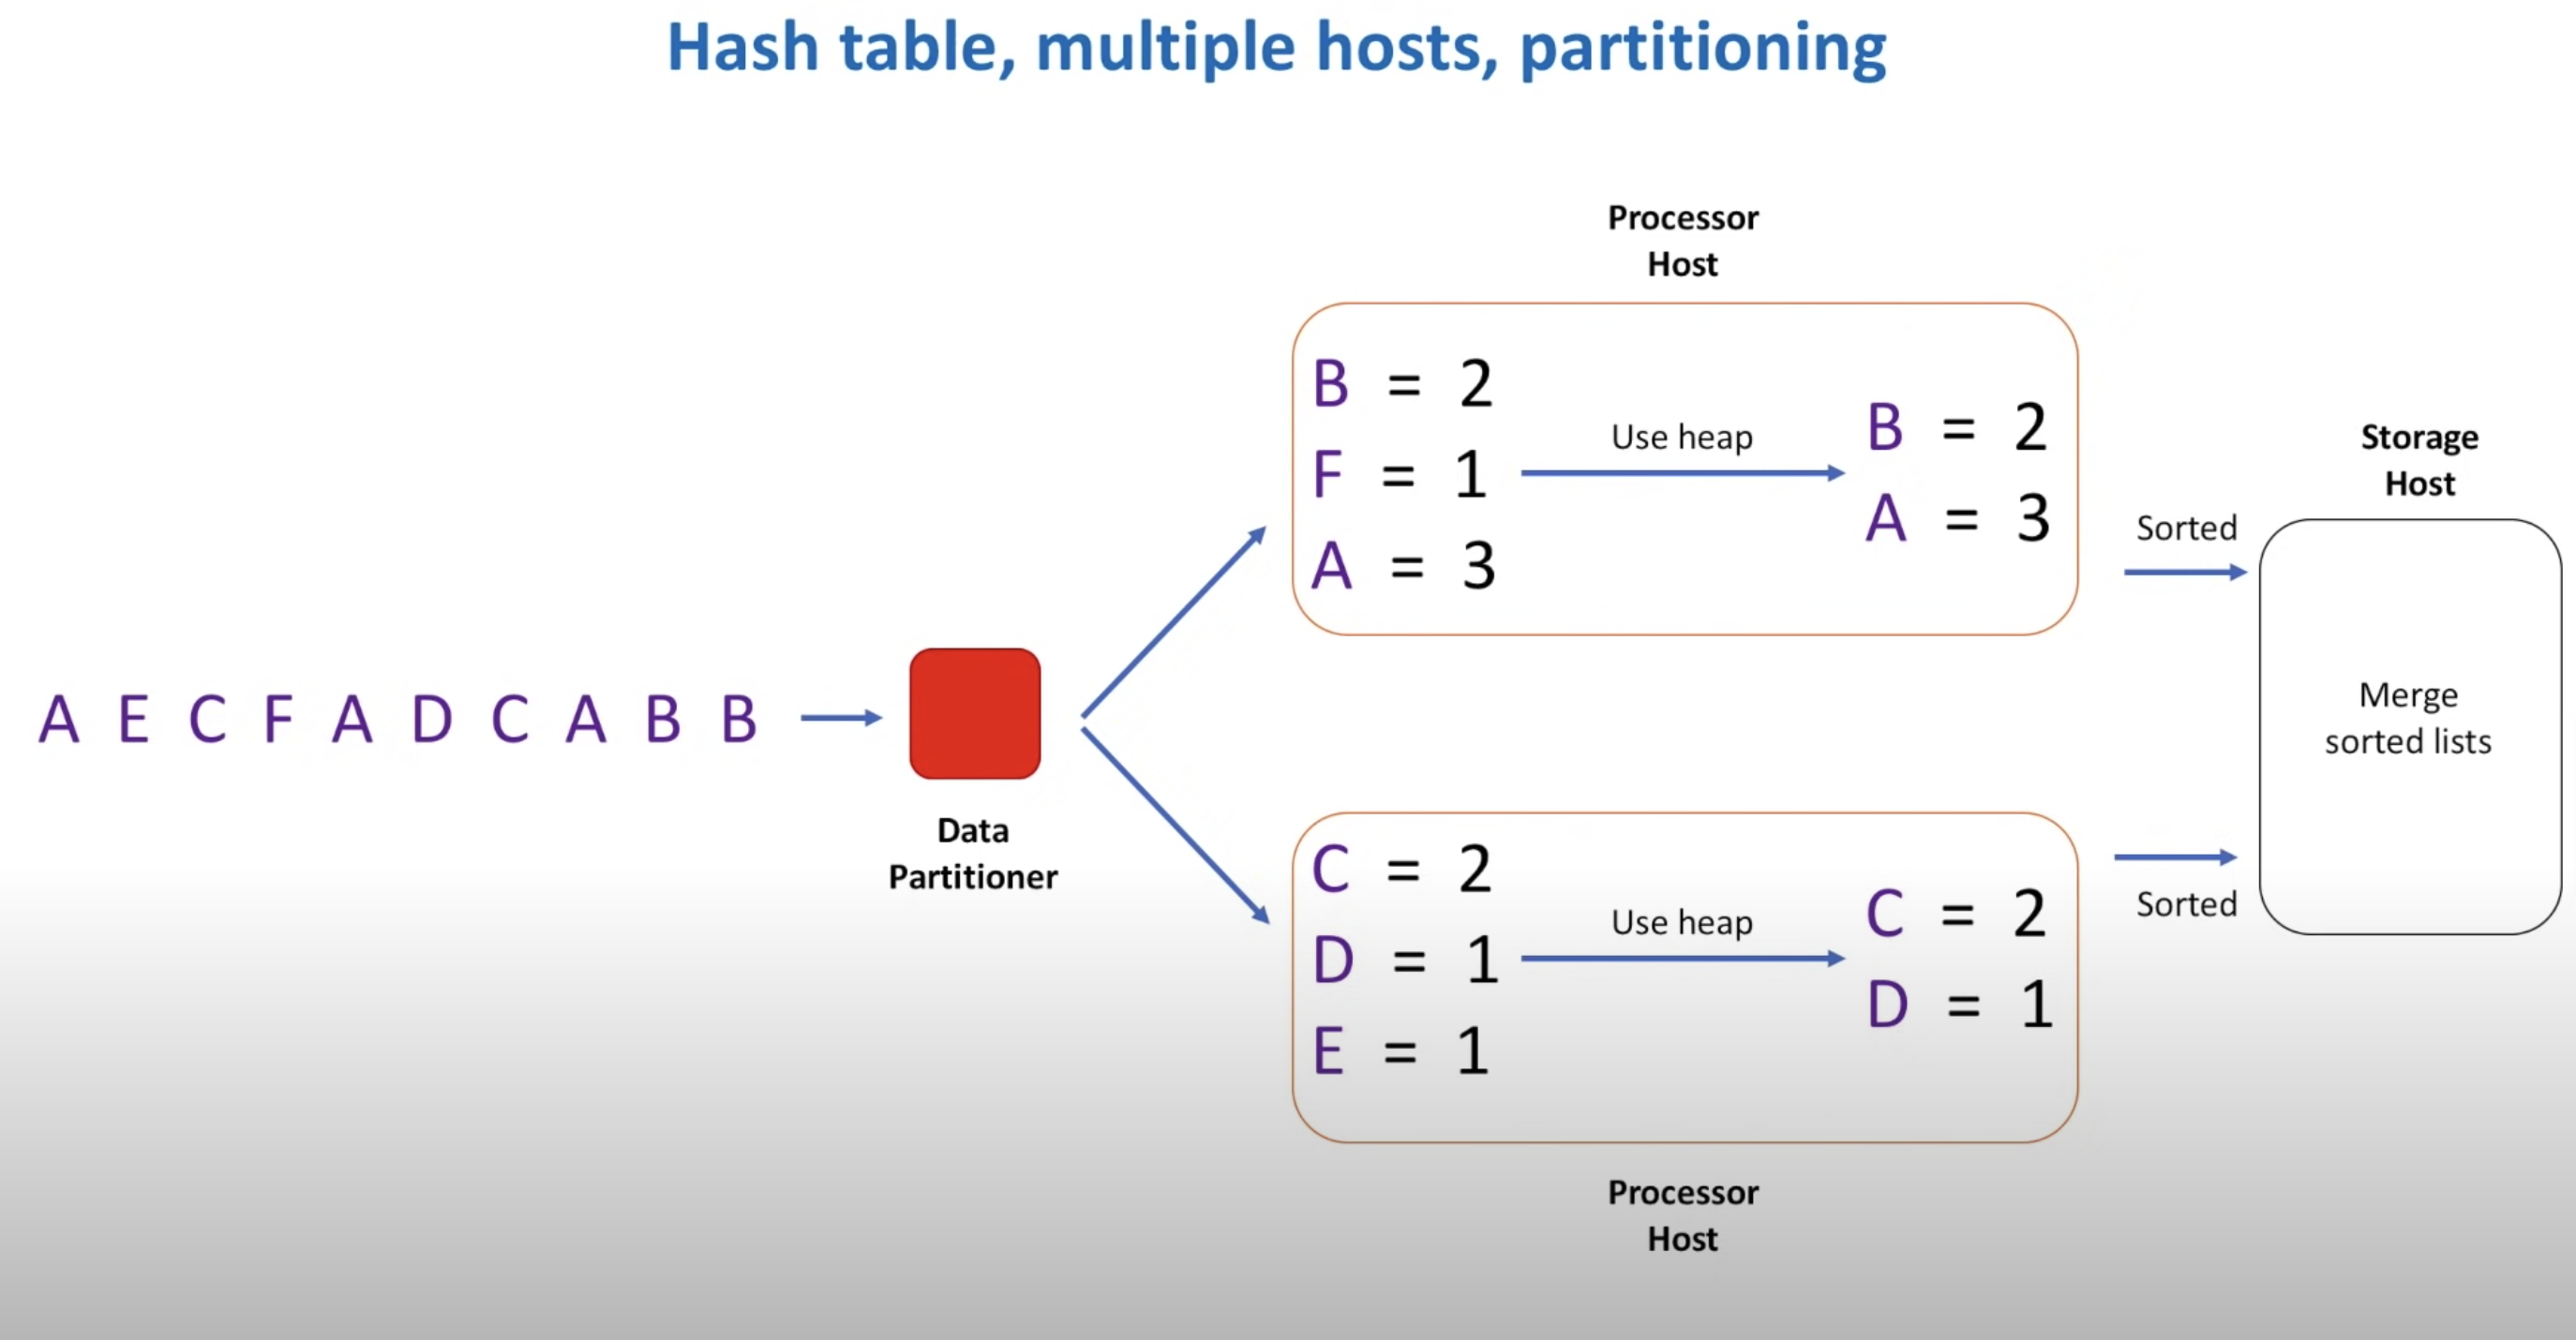 Hash table, multiple hosts, partitioning
A E C F A D C A B B
Data
Partitioner
Processor
Host
B = 2
F = 1
A = 3
Use heap
B = 2
A = 3
Sorted
C = 2
D = 1
E = 1
Use heap
C = 2
D = 1
Sorted
Processor
Host
Storage
Host
Merge
sorted lists